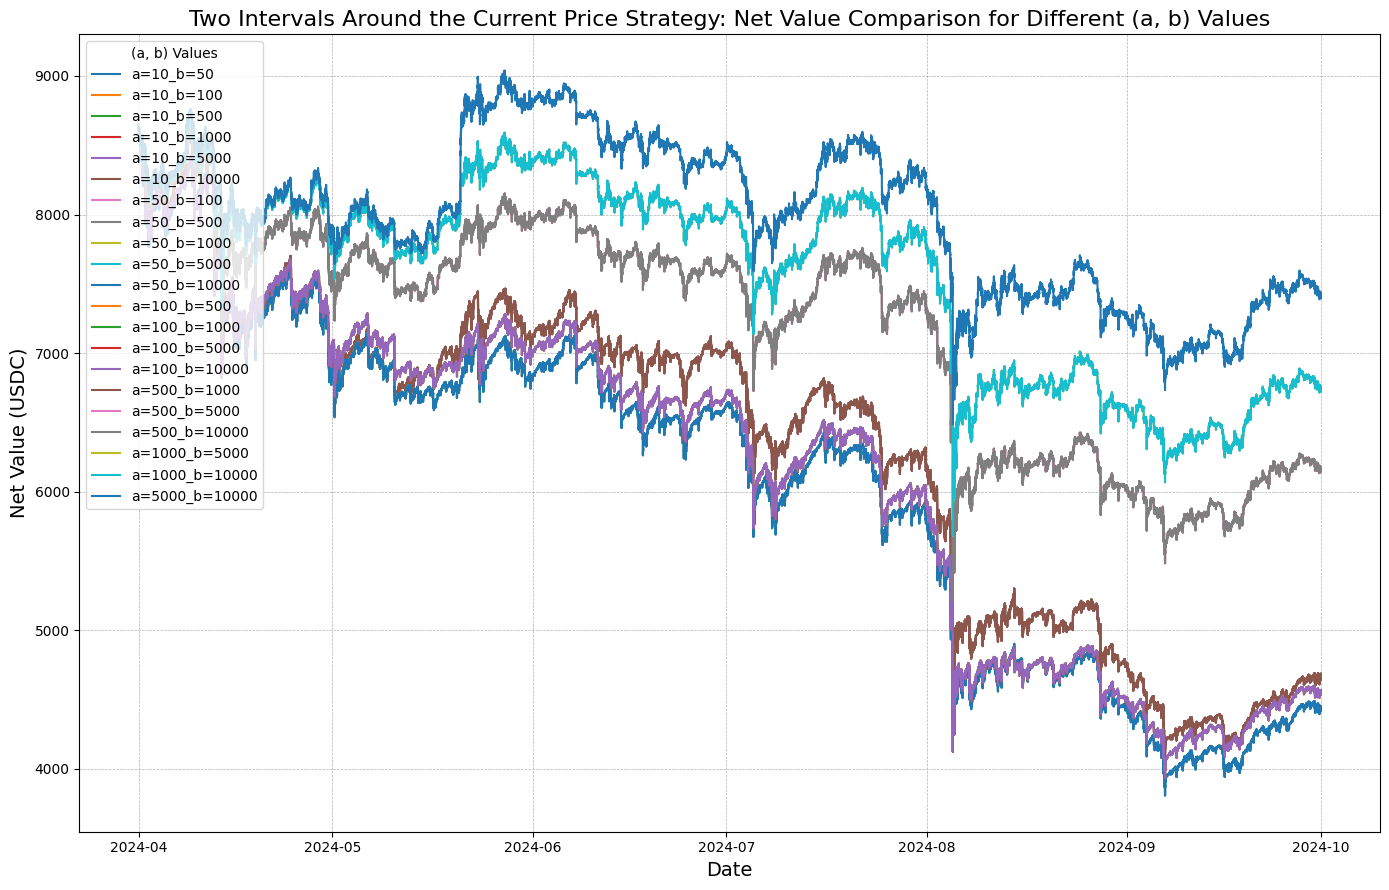 Two Intervals Around the Current Price Strategy: Net Value Comparison for Different (a, b) Values
Net Value (USDC)
9000
8000
7000
6000
5000
4000
(a, b) Values
a=10_b=50
a=10_b=100
a=10_b=500
a=10_b=1000
a=10_b=5000
a=10_b=10000
a=50_b=100
a=50_b=500
a=50_b=1000
a=50_b=5000
a=50_b=10000
a=100_b=500
a=100_b=1000
a=100_b=5000
a=100_b=10000
a=500_b=1000
a=500_b=5000
a=500_b=10000
a=1000_b=5000
a=1000_b=10000
a=5000_b=10000
2024-04 2024-05 2024-06 2024-07 2024-08 2024-09 2024-10
Date